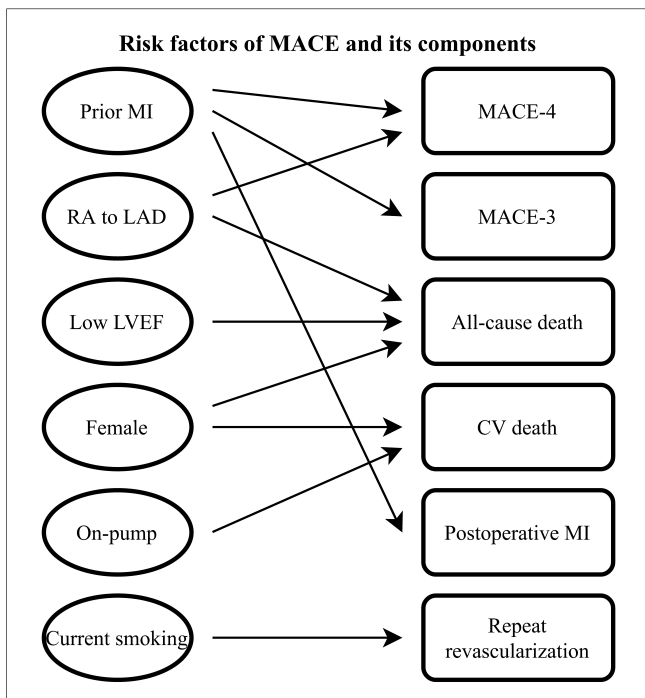 Risk factors of MACE and its components
Prior MI
MACE-4
RA to LAD
MACE-3
Low LVEF
All-cause death
Female
CV death
On-pump
Postoperative MI
Current smoking
Repeat
revascularization